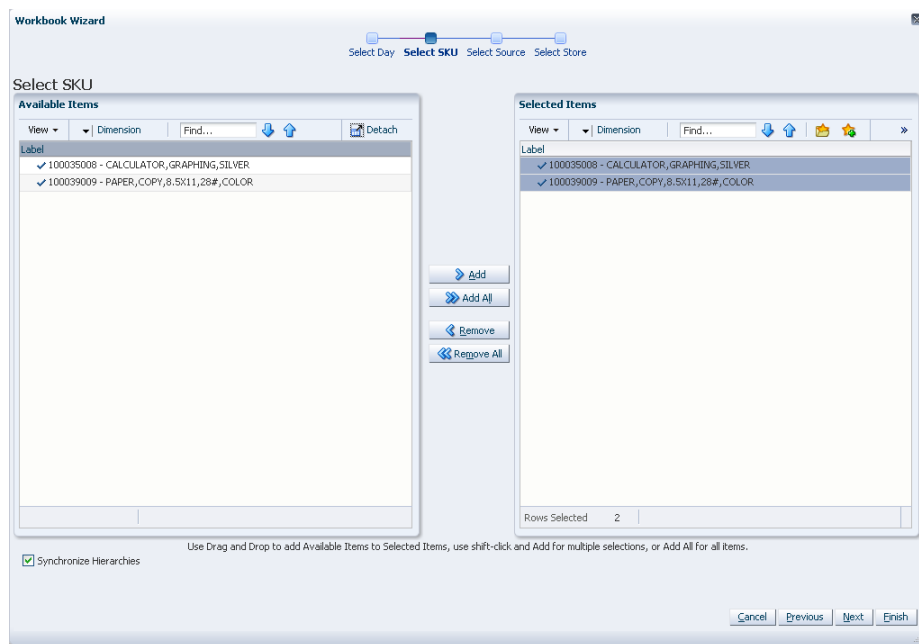 Workbook Wizard
Select Day Select SKU Select Source Select Store
Select SKU
Available Items
View Dimension Find... Detach
Label
100035008 - CALCULATOR,GRAPHING,SILVER
100039009 - PAPER,COPY,8.5X11,28#,COLOR
Add
Add All
Remove
Remove All
Selected Items
View Dimension Find... »
Label
100035008 - CALCULATOR,GRAPHING,SILVER
100039009 - PAPER,COPY,8.5X11,28#,COLOR
Rows Selected 2
Use Drag and Drop to add Available Items to Selected Items, use shift-click and Add for multiple selections, or Add All for all items.
Synchronize Hierarchies
Cancel Previous Next Finish